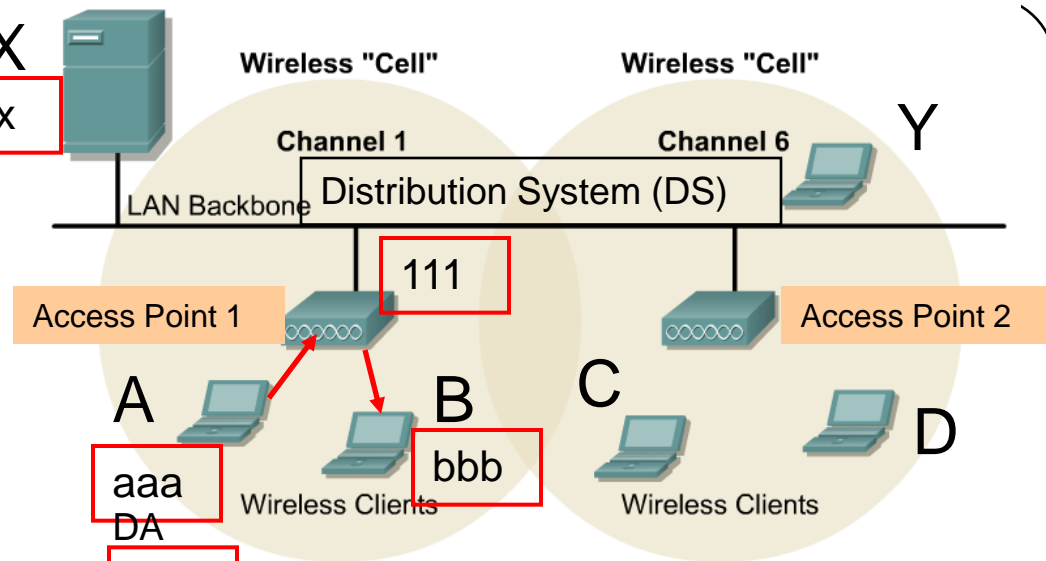 X
x
Wireless "Cell"
Wireless "Cell"
Channel 1
Channel 6
Y
Distribution System (DS)
LAN Backbone
111
Access Point 1
Access Point 2
A
B
C
D
aaa
bbb
DA
Wireless Clients
Wireless Clients